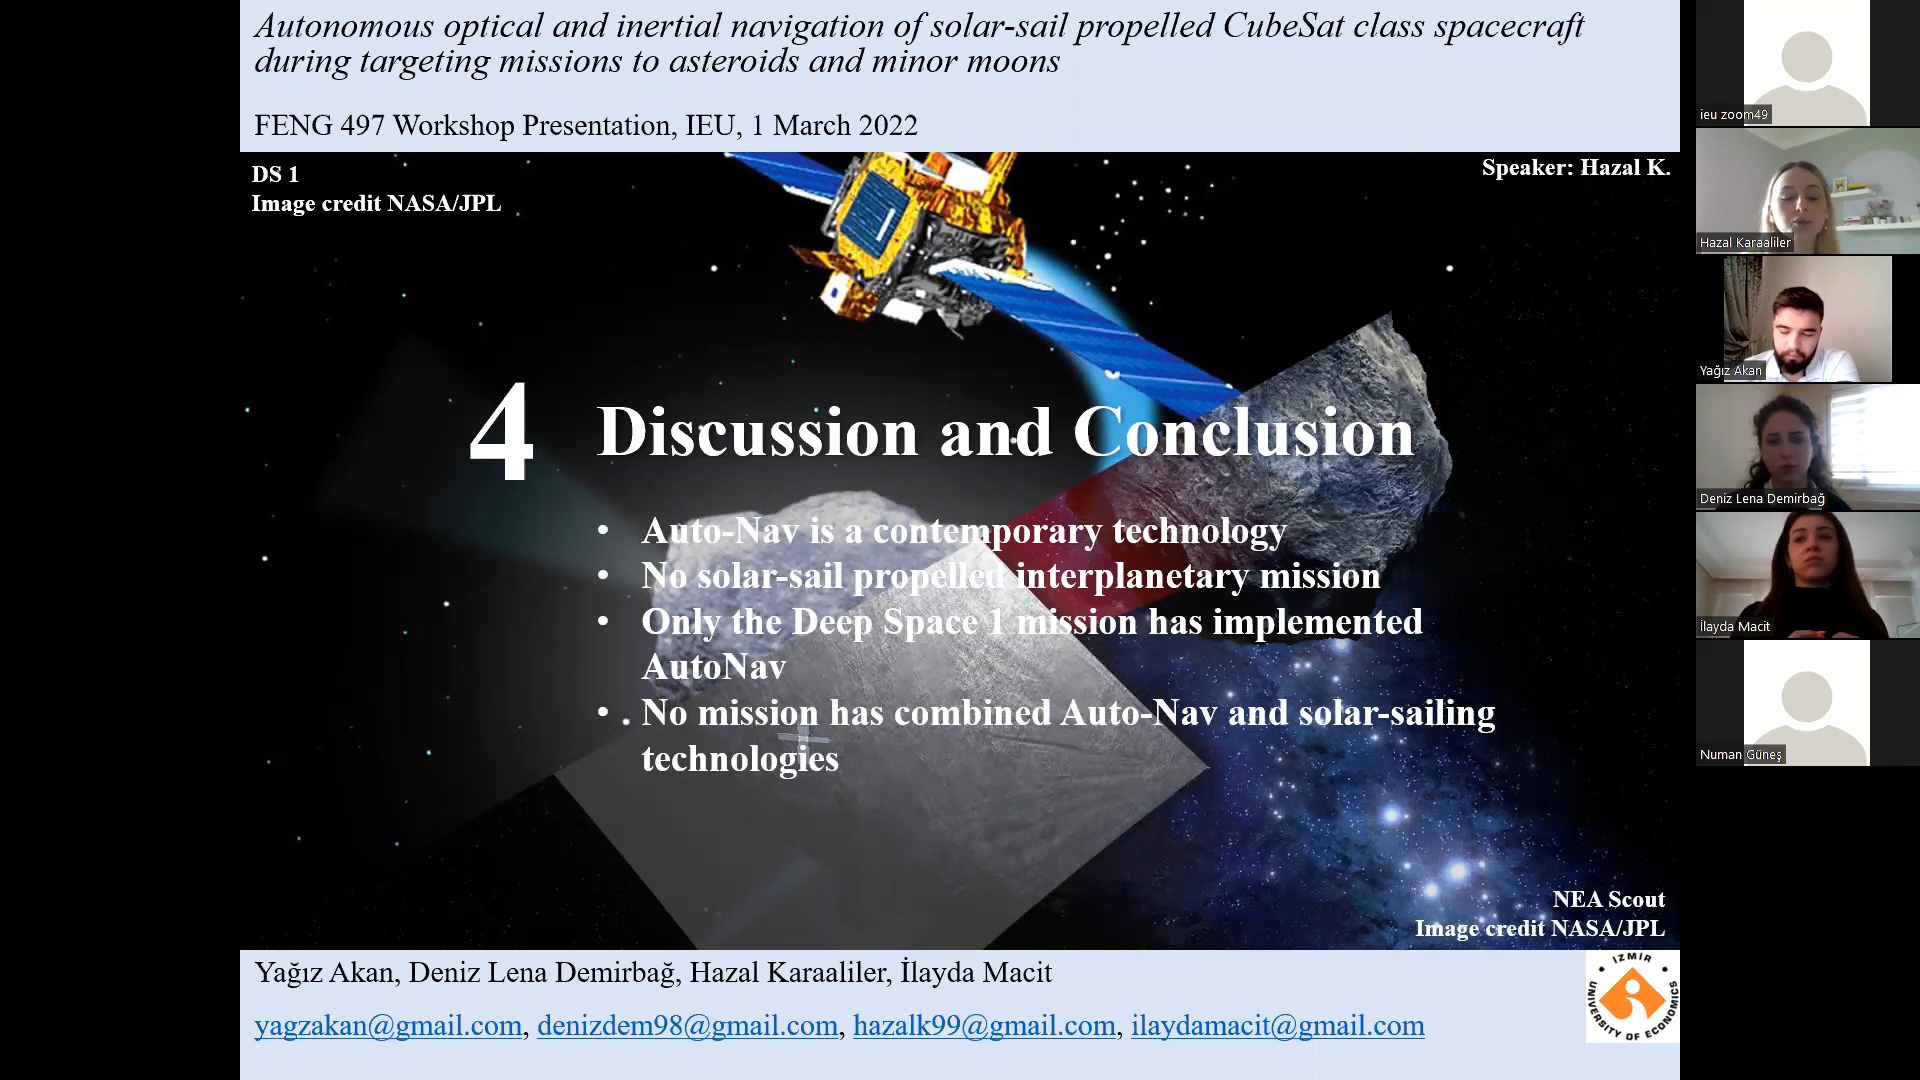 Autonomous optical and inertial navigation of solar-sail propelled CubeSat class spacecraft
during targeting missions to asteroids and minor moons
FENG 497 Workshop Presentation, IEU, 1 March 2022
DS 1
Image credit NASA/JPL
Speaker: Hazal K.
4 Discussion and Conclusion
• Auto-Nav is a contemporary technology
• No solar-sail propelled interplanetary mission
• Only the Deep Space 1 mission has implemented
AutoNav
• No mission has combined Auto-Nav and solar-sailing
technologies
NEA Scout
Image credit NASA/JPL
Yağız Akan, Deniz Lena Demirbağ, Hazal Karaaliler, İlayda Macit
yagzakan@gmail.com, denizdem98@gmail.com, hazalk99@gmail.com, ilaydamacit@gmail.com
IZMIR
UNIVERSITY OF ECONOMICS
ieu zoom49
Hazal Karaaliler
Yağız Akan
Deniz Lena Demirbağ
İlayda Macit
Numan Güneş